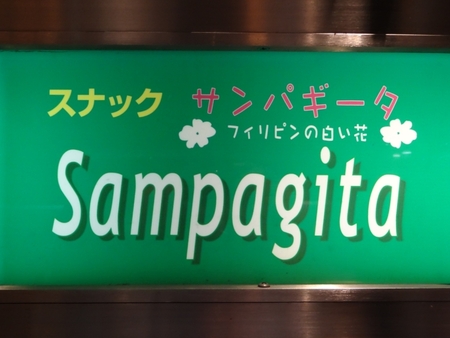 スナック サンパギータ
フィリピンの白い花
Sampagita